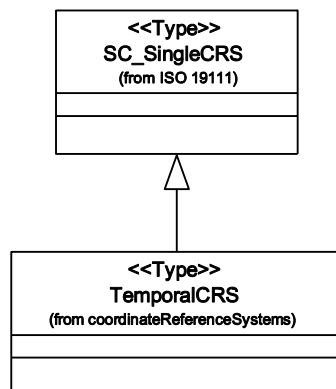 <<Type>>
SC_SingleCRS
(from ISO 19111)
<<Type>>
TemporalCRS
(from coordinateReferenceSystems)